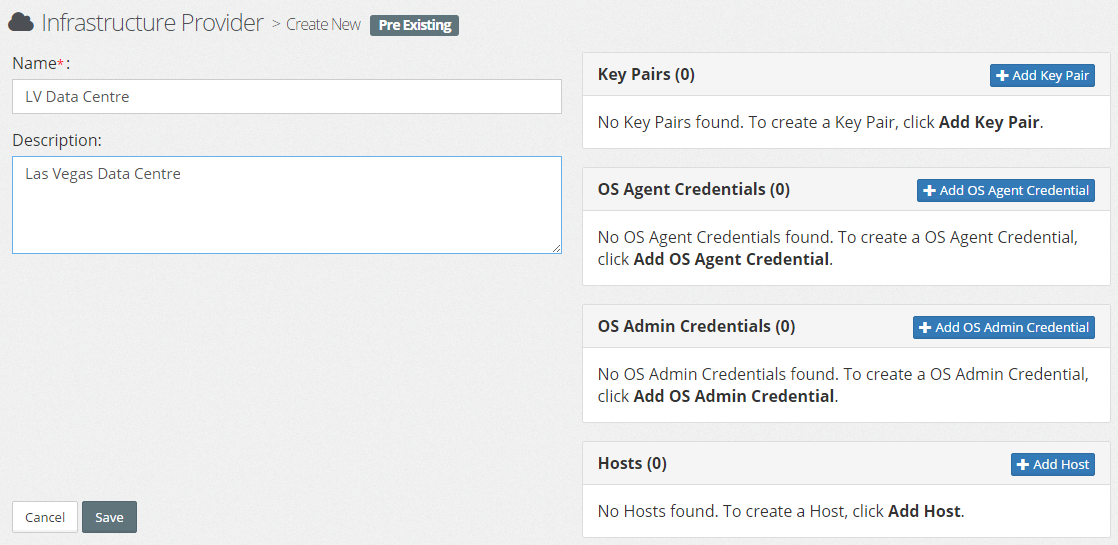 Infrastructure Provider > Create New Pre Existing
Name*:
LV Data Centre
Description:
Las Vegas Data Centre
Cancel
Save
Key Pairs (0)
Add Key Pair
No Key Pairs found. To create a Key Pair, click Add Key Pair.
OS Agent Credentials (0)
Add OS Agent Credential
No OS Agent Credentials found. To create a OS Agent Credential,
click Add OS Agent Credential.
OS Admin Credentials (0)
Add OS Admin Credential
No OS Admin Credentials found. To create a OS Admin Credential,
click Add OS Admin Credential.
Hosts (0)
Add Host
No Hosts found. To create a Host, click Add Host.